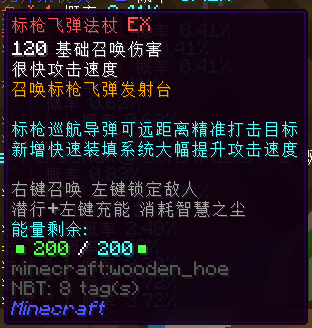 标枪飞弹法杖 EX
120 基础召唤伤害
很快攻击速度
召唤标枪飞弹发射台
标枪巡航导弹可远距离精准打击目标
新增快速装填系统大幅提升攻击速度
右键召唤 左键锁定敌人
潜行+左键充能 消耗智慧之尘
能量剩余:
▪ 200 / 200 ▪
minecraft:wooden_hoe
NBT: 8 tag(s)
Minecraft